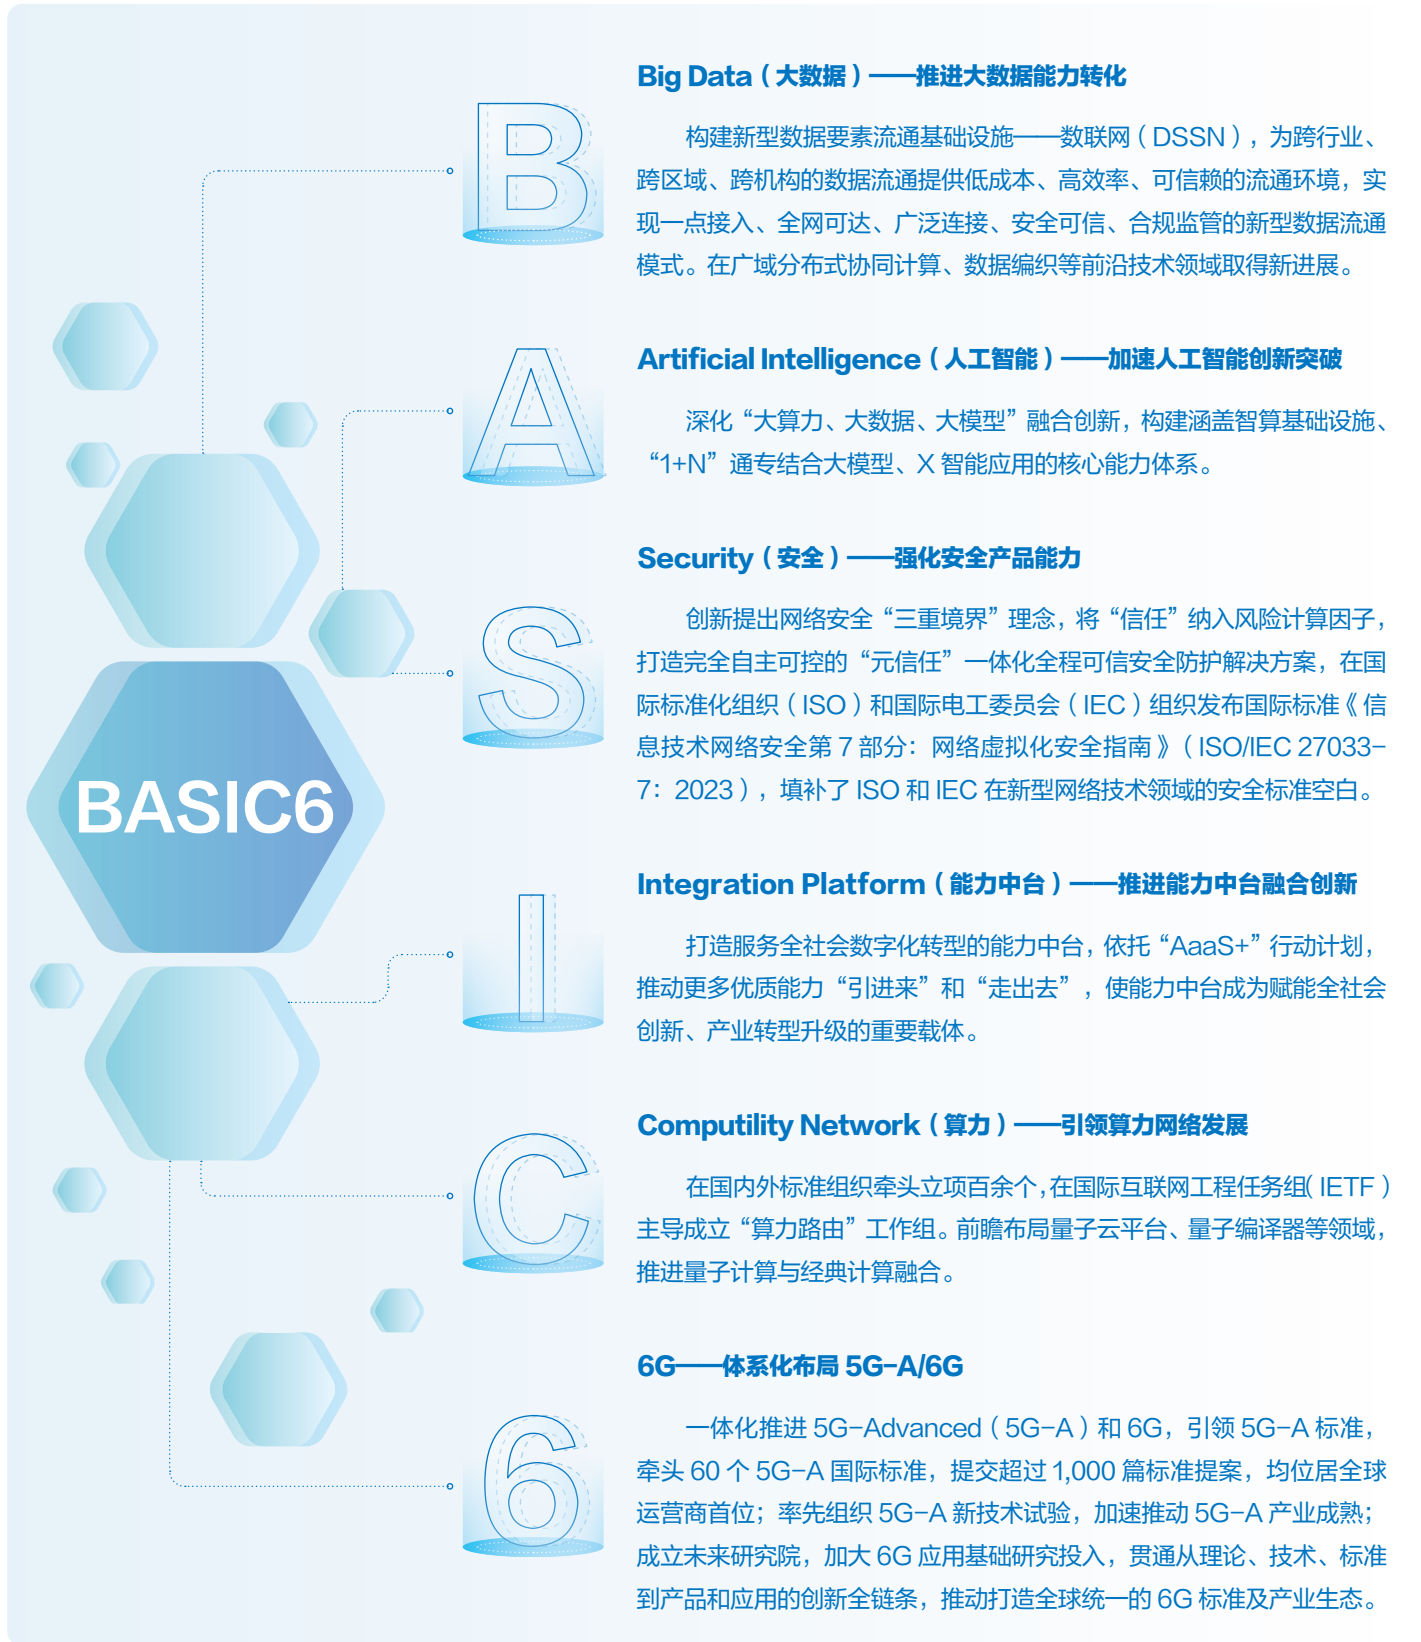 Big Data（大数据）——推进大数据能力转化
B
构建新型数据要素流通基础设施——数联网（DSSN），为跨行业、
跨区域、跨机构的数据流通提供低成本、高效率、可信赖的流通环境，实
现一点接入、全网可达、广泛连接、安全可信、合规监管的新型数据流通
模式。在广域分布式协同计算、数据编织等前沿技术领域取得新进展。
Artificial Intelligence（人工智能）——加速人工智能创新突破
A
深化“大算力、大数据、大模型”融合创新，构建涵盖智算基础设施、
“1+N”通专结合大模型、X 智能应用的核心能力体系。
Security（安全）——强化安全产品能力
S
创新提出网络安全“三重境界”理念，将“信任”纳入风险计算因子，
打造完全自主可控的“元信任”一体化全程可信安全防护解决方案，在国
际标准化组织（ISO）和国际电工委员会（IEC）组织发布国际标准《信
息技术网络安全第 7 部分：网络虚拟化安全指南》（ISO/IEC 27033-
7：2023），填补了 ISO 和 IEC 在新型网络技术领域的安全标准空白。
BASIC6
Integration Platform（能力中台）——推进能力中台融合创新
I
打造服务全社会数字化转型的能力中台，依托“AaaS+”行动计划，
推动更多优质能力“引进来”和“走出去”，使能力中台成为赋能全社会
创新、产业转型升级的重要载体。
Computility Network（算力）——引领算力网络发展
C
在国内外标准组织牵头立项百余个，在国际互联网工程任务组（IETF）
主导成立“算力路由”工作组。前瞻布局量子云平台、量子编译器等领域，
推进量子计算与经典计算融合。
6G——体系化布局 5G-A/6G
6
一体化推进 5G-Advanced（5G-A）和 6G，引领 5G-A 标准，
牵头 60 个 5G-A 国际标准，提交超过 1,000 篇标准提案，均位居全球
运营商首位；率先组织 5G-A 新技术试验，加速推动 5G-A 产业成熟；
成立未来研究院，加大 6G 应用基础研究投入，贯通从理论、技术、标准
到产品和应用的创新全链条，推动打造全球统一的 6G 标准及产业生态。